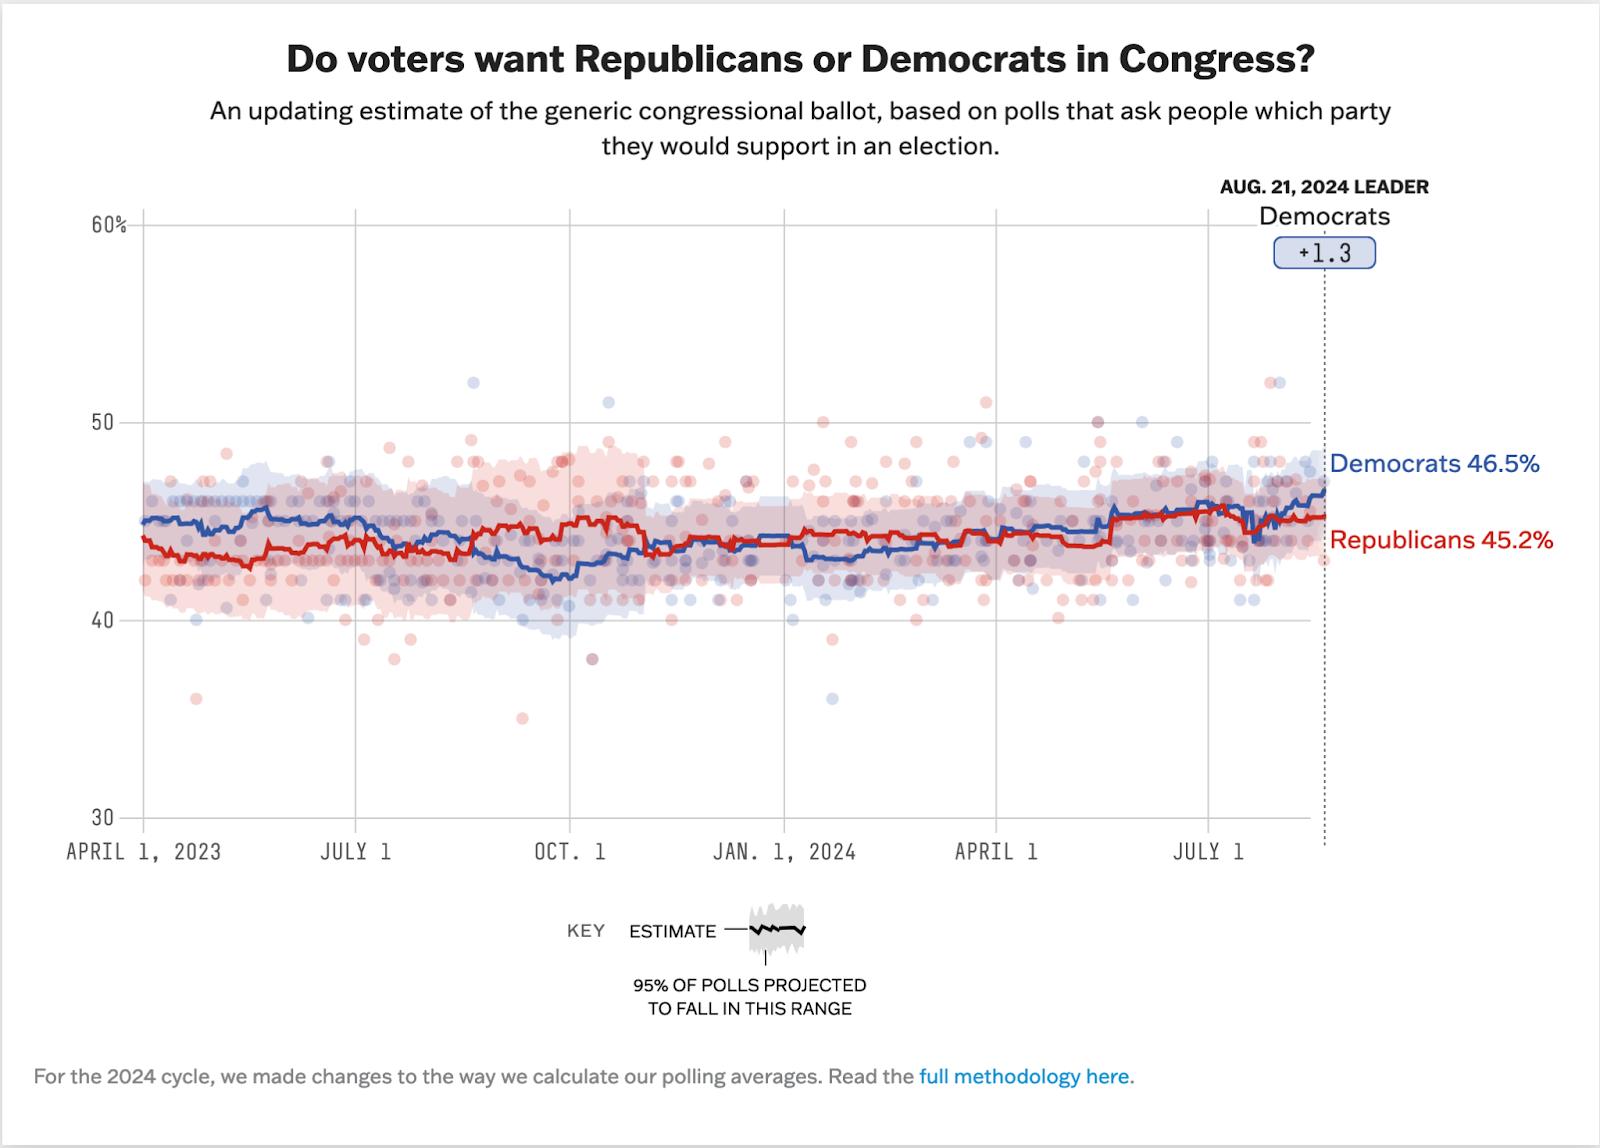 Do voters want Republicans or Democrats in Congress?
An updating estimate of the generic congressional ballot, based on polls that ask people which party
they would support in an election.
AUG. 21, 2024 LEADER
Democrats
+1.3
60%
50
40
30
Democrats 46.5%
Republicans 45.2%
APRIL 1, 2023 JULY 1 OCT. 1 JAN. 1, 2024 APRIL 1 JULY 1
KEY ESTIMATE
95% OF POLLS PROJECTED
TO FALL IN THIS RANGE
For the 2024 cycle, we made changes to the way we calculate our polling averages. Read the full methodology here.